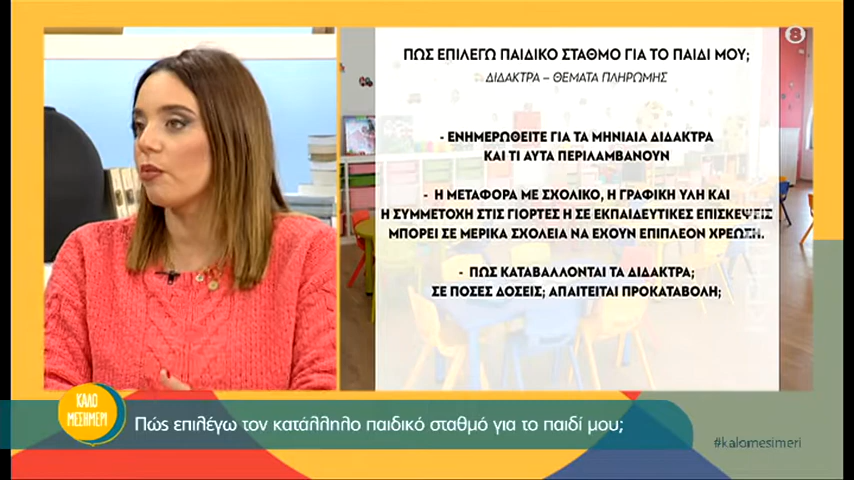 8
ΠΩΣ ΕΠΙΛΕΓΩ ΠΑΙΔΙΚΟ ΣΤΑΘΜΟ ΓΙΑ ΤΟ ΠΑΙΔΙ ΜΟΥ;
ΔΙΔΑΚΤΡΑ – ΘΕΜΑΤΑ ΠΛΗΡΩΜΗΣ
- ΕΝΗΜΕΡΩΘΕΙΤΕ ΓΙΑ ΤΑ ΜΗΝΙΑΙΑ ΔΙΔΑΚΤΡΑ
ΚΑΙ ΤΙ ΑΥΤΑ ΠΕΡΙΛΑΜΒΑΝΟΥΝ
- Η ΜΕΤΑΦΟΡΑ ΜΕ ΣΧΟΛΙΚΟ, Η ΓΡΑΦΙΚΗ ΥΛΗ ΚΑΙ
Η ΣΥΜΜΕΤΟΧΗ ΣΤΙΣ ΓΙΟΡΤΕΣ Η ΣΕ ΕΚΠΑΙΔΕΥΤΙΚΕΣ ΕΠΙΣΚΕΨΕΙΣ
ΜΠΟΡΕΙ ΣΕ ΜΕΡΙΚΑ ΣΧΟΛΕΙΑ ΝΑ ΕΧΟΥΝ ΕΠΙΠΛΕΟΝ ΧΡΕΩΣΗ.
- ΠΩΣ ΚΑΤΑΒΑΛΛΟΝΤΑΙ ΤΑ ΔΙΔΑΚΤΡΑ;
ΣΕ ΠΟΣΕΣ ΔΟΣΕΙΣ; ΑΠΑΙΤΕΙΤΑΙ ΠΡΟΚΑΤΑΒΟΛΗ;
ΚΑΛΟ
ΜΕΣΗΜΕΡΙ
Πώς επιλέγω τον κατάλληλο παιδικό σταθμό για το παιδί μου;
#kalomesimeri